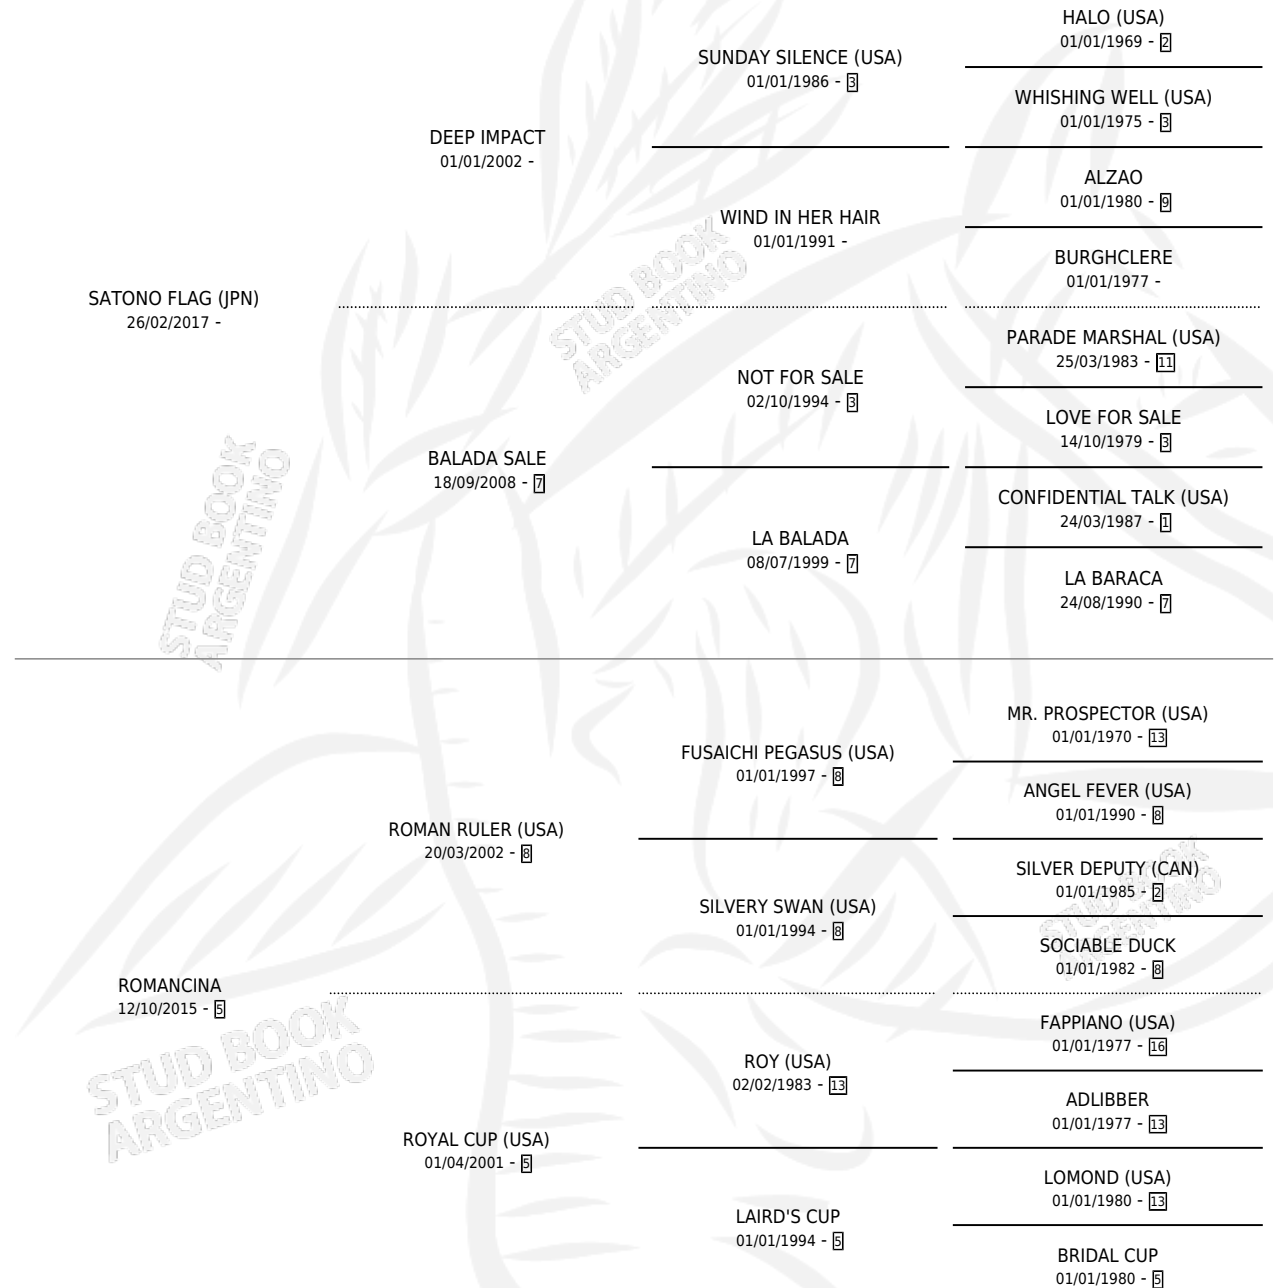 HALO (USA)
01/01/1969 - 2
SUNDAY SILENCE (USA)
01/01/1986 - 3
WHISHING WELL (USA)
01/01/1975 - 3
DEEP IMPACT
01/01/2002 -
ALZAO
01/01/1980 - 9
WIND IN HER HAIR
01/01/1991 -
BURGHCLERE
01/01/1977 -
SATONO FLAG (JPN)
26/02/2017 -
STUD BOOK
ARGENTINO
PARADE MARSHAL (USA)
25/03/1983 - 11
NOT FOR SALE
02/10/1994 - 3
LOVE FOR SALE
14/10/1979 - 3
BALADA SALE
18/09/2008 - 7
CONFIDENTIAL TALK (USA)
24/03/1987 - 1
LA BALADA
08/07/1999 - 7
LA BARACA
24/08/1990 - 7
STUD BOOK
ARGENTINO
MR. PROSPECTOR (USA)
01/01/1970 - 13
FUSAICHI PEGASUS (USA)
01/01/1997 - 8
ANGEL FEVER (USA)
01/01/1990 - 8
ROMAN RULER (USA)
20/03/2002 - 8
SILVER DEPUTY (CAN)
01/01/1985 - 2
SILVERY SWAN (USA)
01/01/1994 - 8
SOCIABLE DUCK
01/01/1982 - 8
STUD BOOK
ARGENTINO
ROMANCINA
12/10/2015 - 5
FAPPIANO (USA)
01/01/1977 - 16
ROY (USA)
02/02/1983 - 13
ADLIBBER
01/01/1977 - 13
STUD BOOK
ARGENTINO
ROYAL CUP (USA)
01/04/2001 - 5
LOMOND (USA)
01/01/1980 - 13
LAIRD'S CUP
01/01/1994 - 5
BRIDAL CUP
01/01/1980 - 5